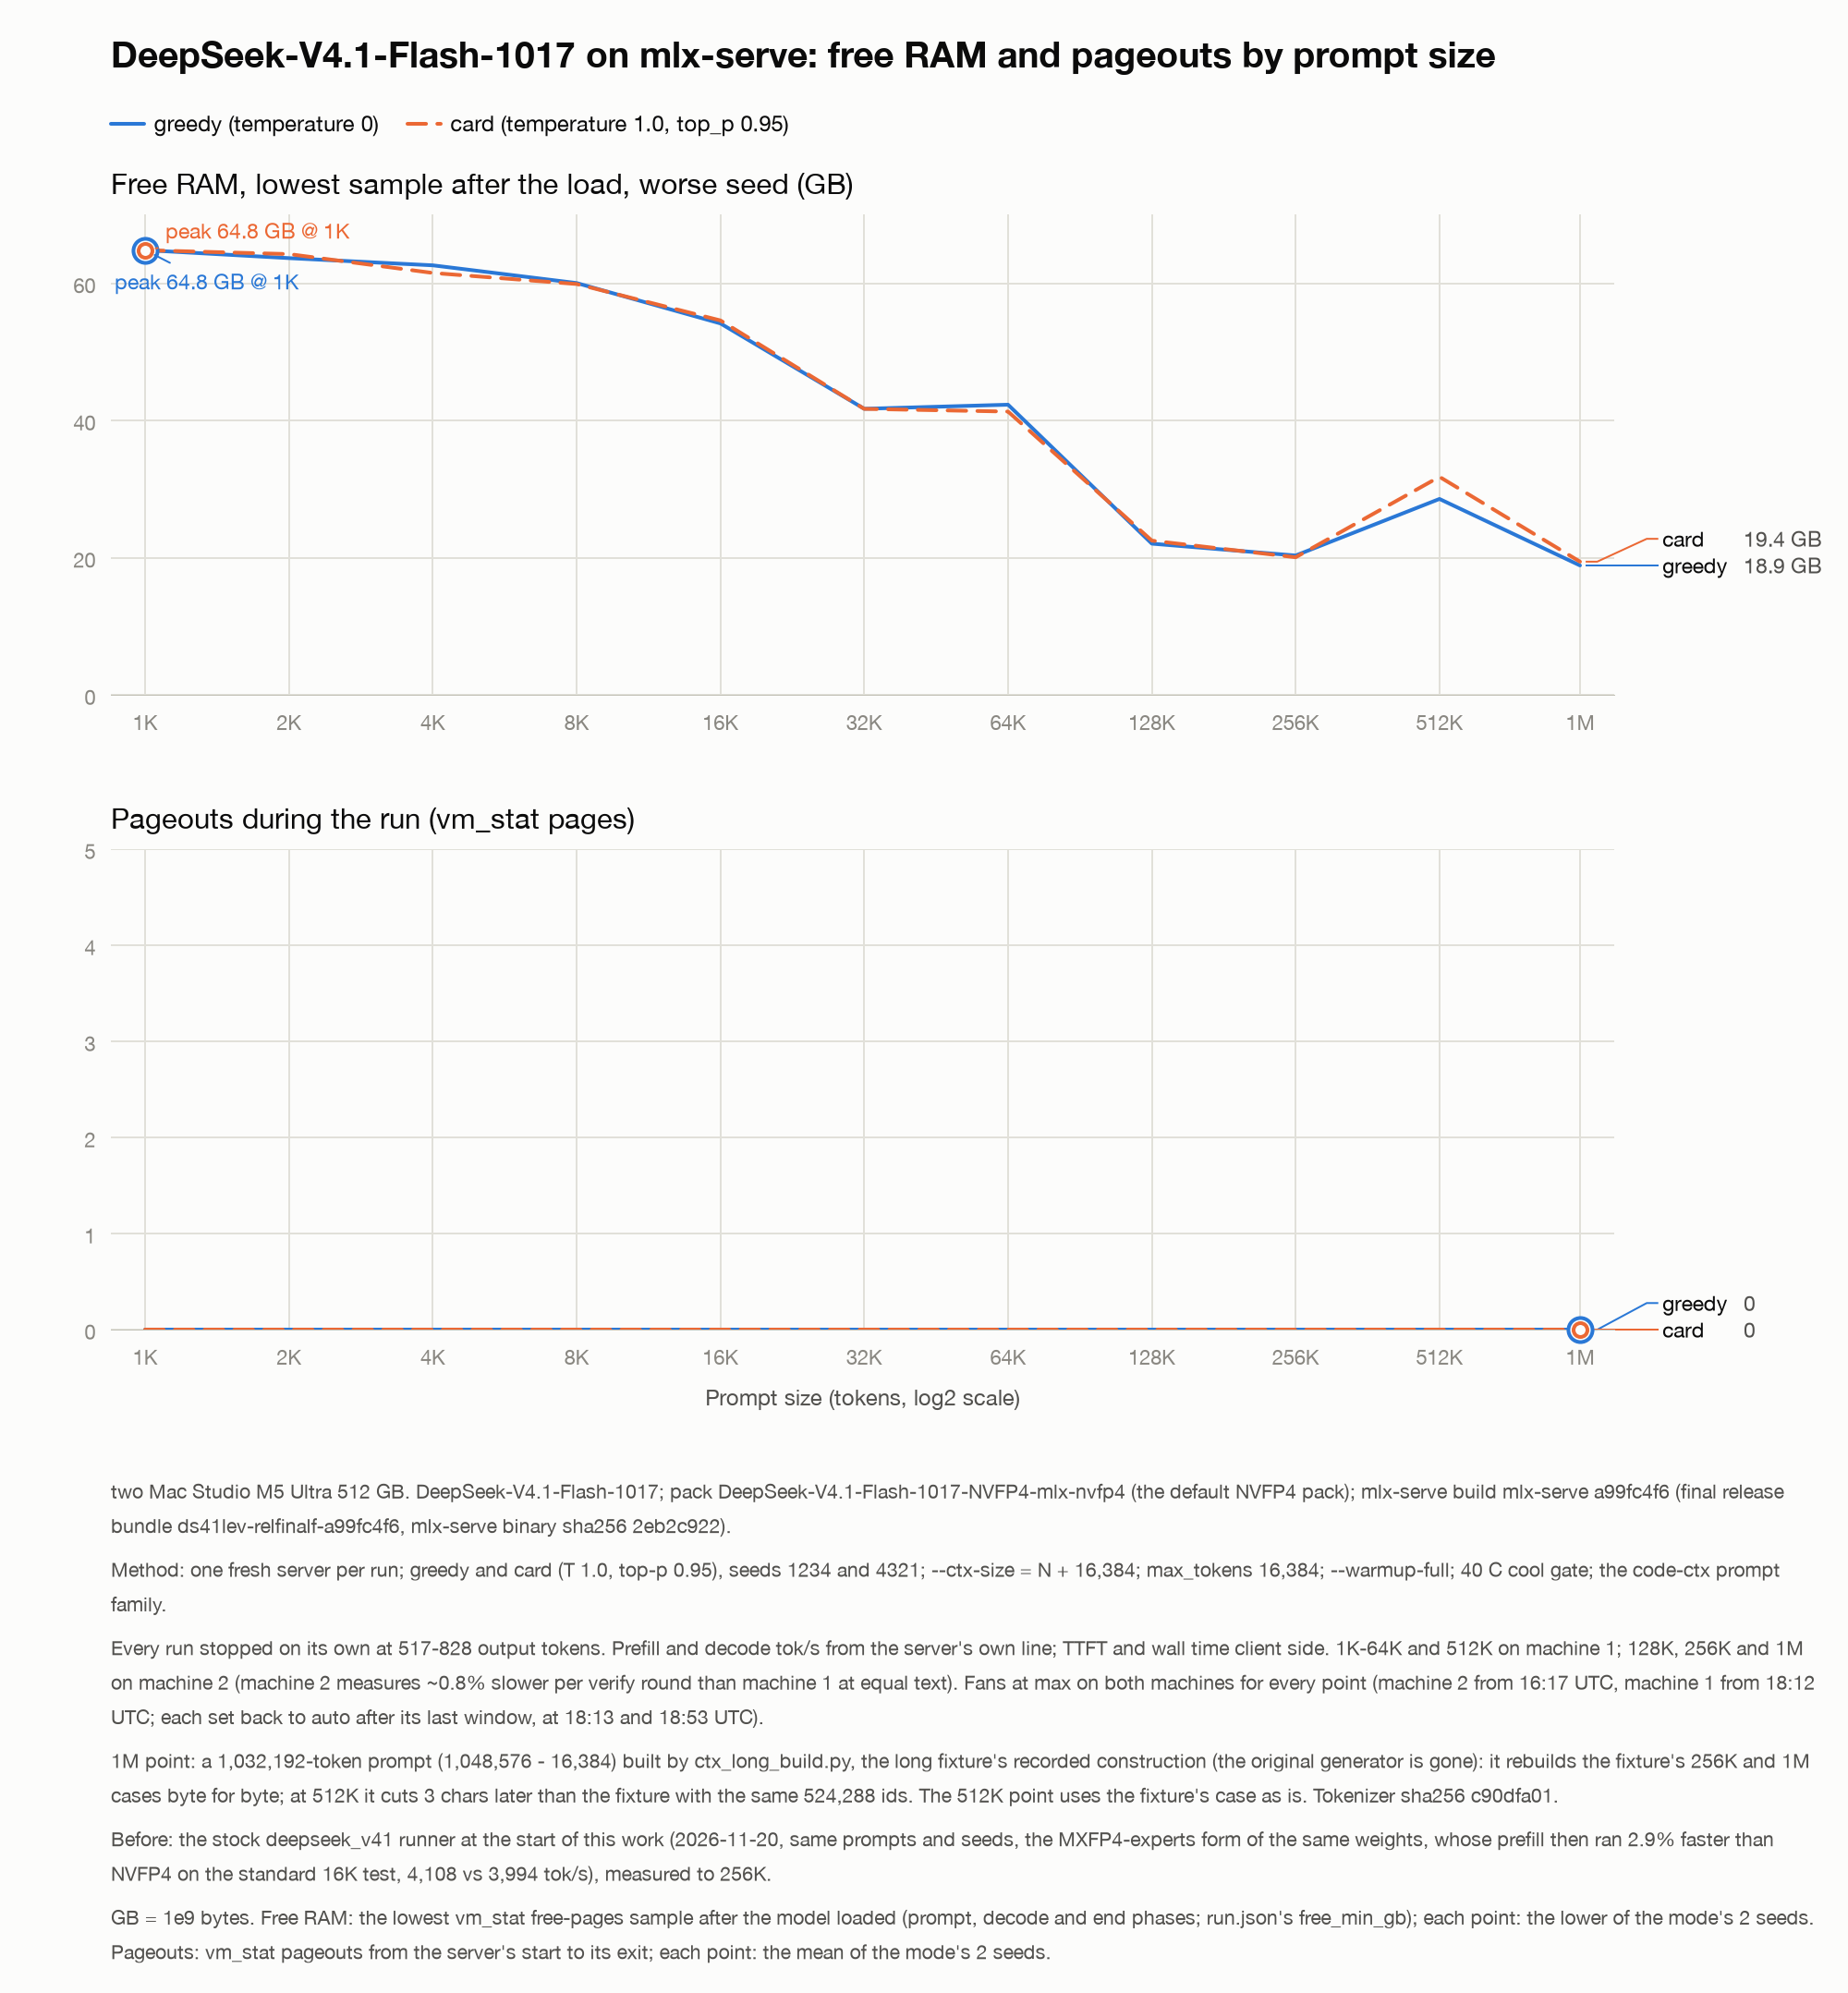 DeepSeek-V4.1-Flash-1017 on mlx-serve: free RAM and pageouts by prompt size
greedy (temperature 0) card (temperature 1.0, top_p 0.95)
Free RAM, lowest sample after the load, worse seed (GB)
peak 64.8 GB @ 1K
peak 64.8 GB @ 1K
60
40
20
0
card 19.4 GB
greedy 18.9 GB
1K 2K 4K 8K 16K 32K 64K 128K 256K 512K 1M
Pageouts during the run (vm_stat pages)
5
4
3
2
1
0
greedy 0
card 0
1K 2K 4K 8K 16K 32K 64K 128K 256K 512K 1M
Prompt size (tokens, log2 scale)
two Mac Studio M5 Ultra 512 GB. DeepSeek-V4.1-Flash-1017; pack DeepSeek-V4.1-Flash-1017-NVFP4-mlx-nvfp4 (the default NVFP4 pack); mlx-serve build mlx-serve a99fc4f6 (final release
bundle ds41lev-relfinalf-a99fc4f6, mlx-serve binary sha256 2eb2c922).
Method: one fresh server per run; greedy and card (T 1.0, top-p 0.95), seeds 1234 and 4321; --ctx-size = N + 16,384; max_tokens 16,384; --warmup-full; 40 C cool gate; the code-ctx prompt
family.
Every run stopped on its own at 517-828 output tokens. Prefill and decode tok/s from the server's own line; TTFT and wall time client side. 1K-64K and 512K on machine 1; 128K, 256K and 1M
on machine 2 (machine 2 measures ~0.8% slower per verify round than machine 1 at equal text). Fans at max on both machines for every point (machine 2 from 16:17 UTC, machine 1 from 18:12
UTC; each set back to auto after its last window, at 18:13 and 18:53 UTC).
1M point: a 1,032,192-token prompt (1,048,576 - 16,384) built by ctx_long_build.py, the long fixture's recorded construction (the original generator is gone): it rebuilds the fixture's 256K and 1M
cases byte for byte; at 512K it cuts 3 chars later than the fixture with the same 524,288 ids. The 512K point uses the fixture's case as is. Tokenizer sha256 c90dfa01.
Before: the stock deepseek_v41 runner at the start of this work (2026-11-20, same prompts and seeds, the MXFP4-experts form of the same weights, whose prefill then ran 2.9% faster than
NVFP4 on the standard 16K test, 4,108 vs 3,994 tok/s), measured to 256K.
GB = 1e9 bytes. Free RAM: the lowest vm_stat free-pages sample after the model loaded (prompt, decode and end phases; run.json's free_min_gb); each point: the lower of the mode's 2 seeds.
Pageouts: vm_stat pageouts from the server's start to its exit; each point: the mean of the mode's 2 seeds.